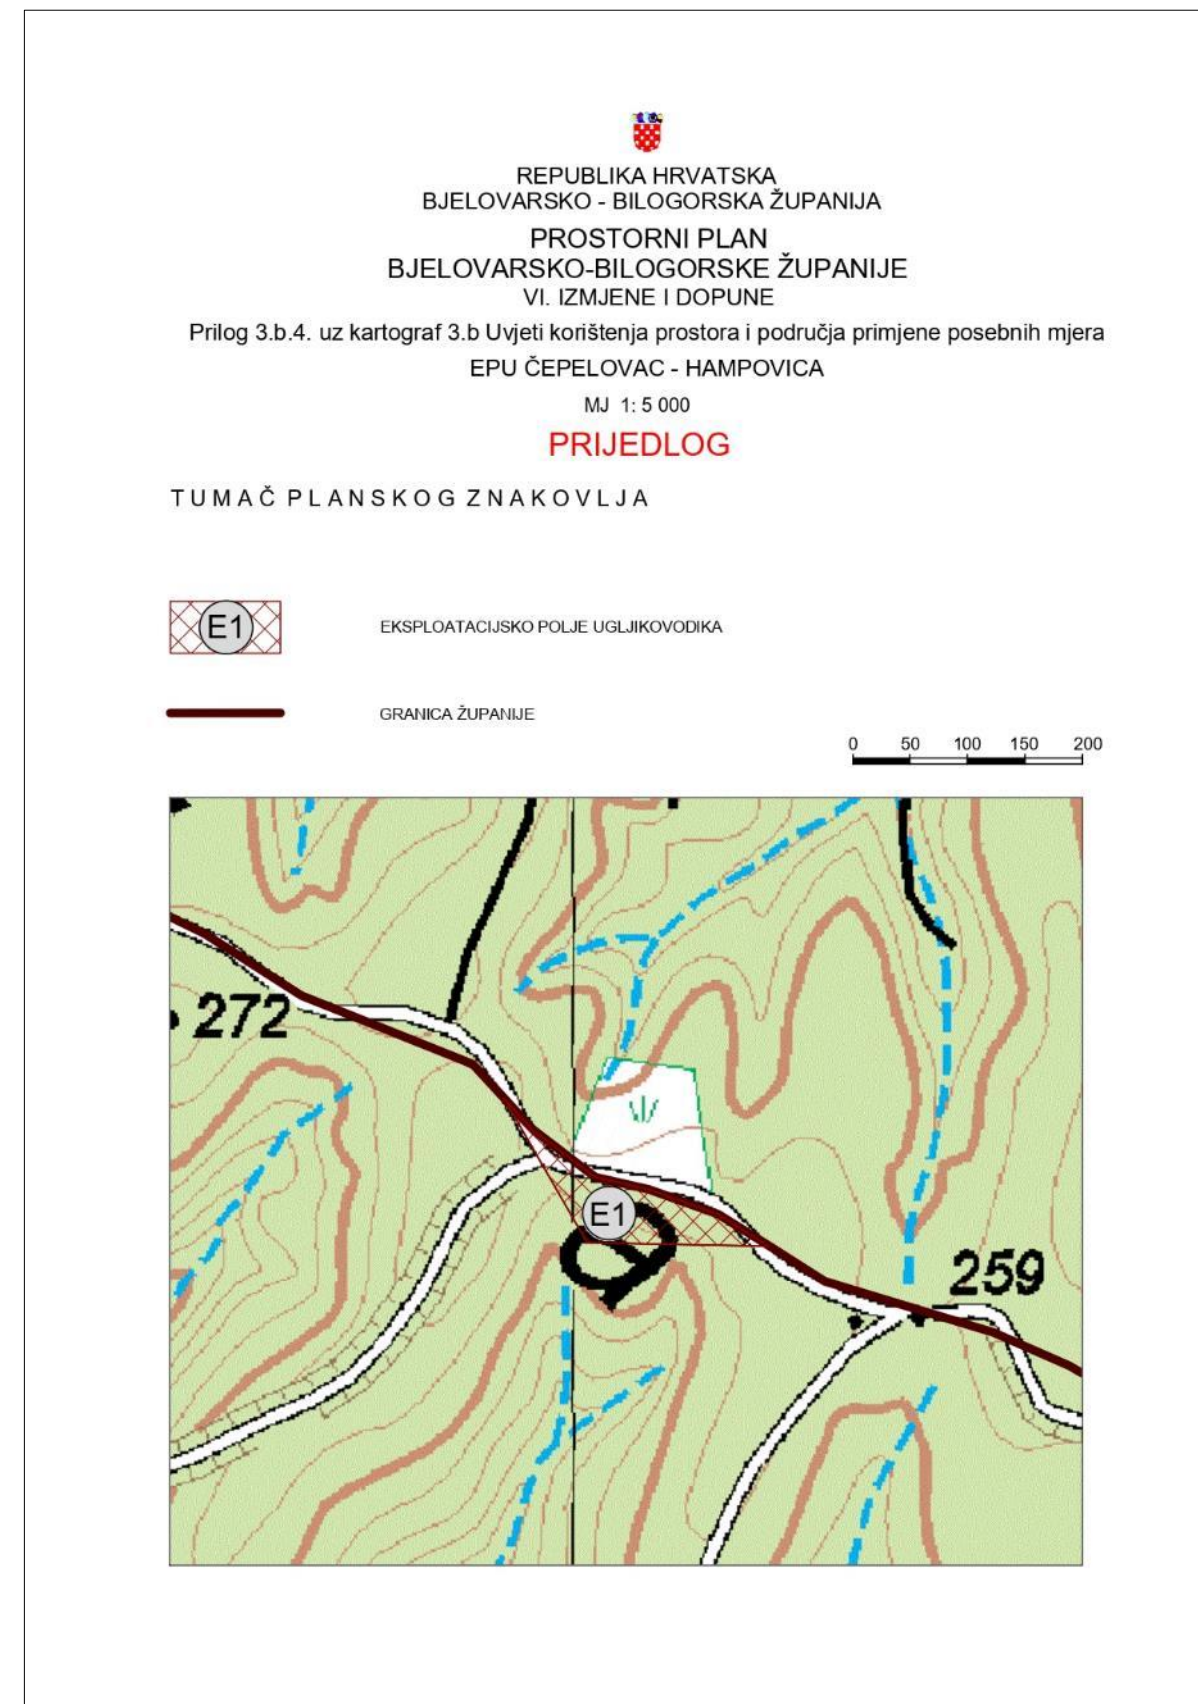 REPUBLIKA HRVATSKA
BJELOVARSKO - BILOGORSKA ŽUPANIJA
PROSTORNI PLAN
BJELOVARSKO-BILOGORSKE ŽUPANIJE
VI. IZMJENE I DOPUNE
Prilog 3.b.4. uz kartograf 3.b Uvjeti korištenja prostora i područja primjene posebnih mjera
EPU ČEPELOVAC - HAMPOVICA
MJ 1: 5 000
PRIJEDLOG
TUMAČ PLANSKOG ZNAKOVLJA
E1 EKSPLOATACIJSKO POLJE UGLJIKOVODIKA
GRANICA ŽUPANIJE
0 50 100 150 200
272
E1
259